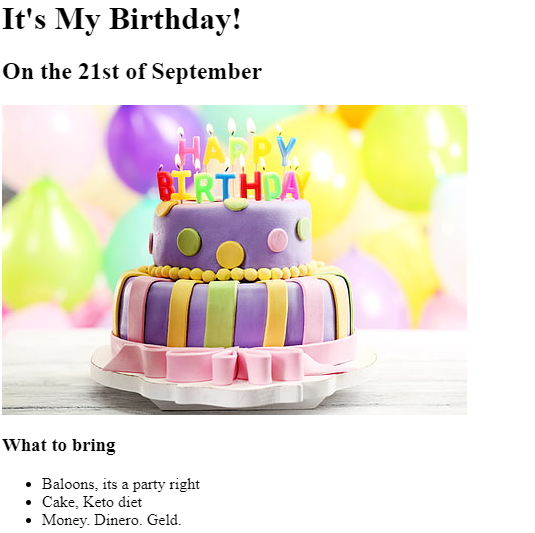 It's My Birthday!
On the 21st of September
HAPPY
BIRTHDAY
What to bring
Baloons, its a party right
Cake, Keto diet
Money. Dinero. Geld.